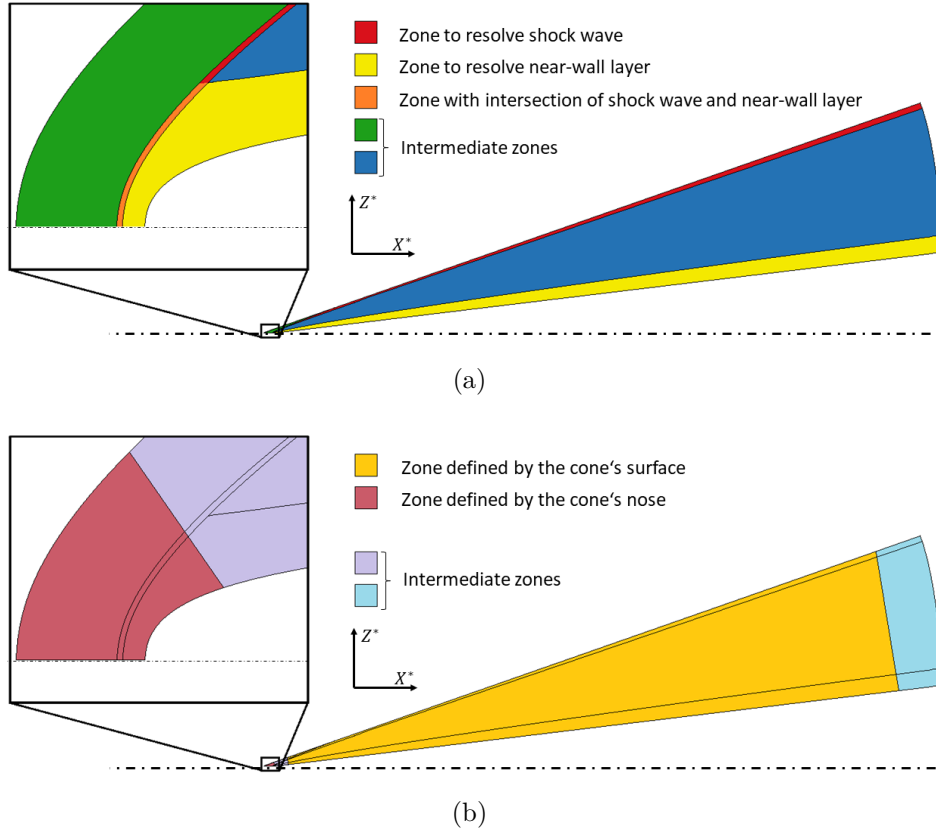 Zone to resolve shock wave
Zone to resolve near-wall layer
Zone with intersection of shock wave and near-wall layer
Intermediate zones
Z*
X*
(a)
Zone defined by the cone‘s surface
Zone defined by the cone‘s nose
Intermediate zones
Z*
X*
(b)